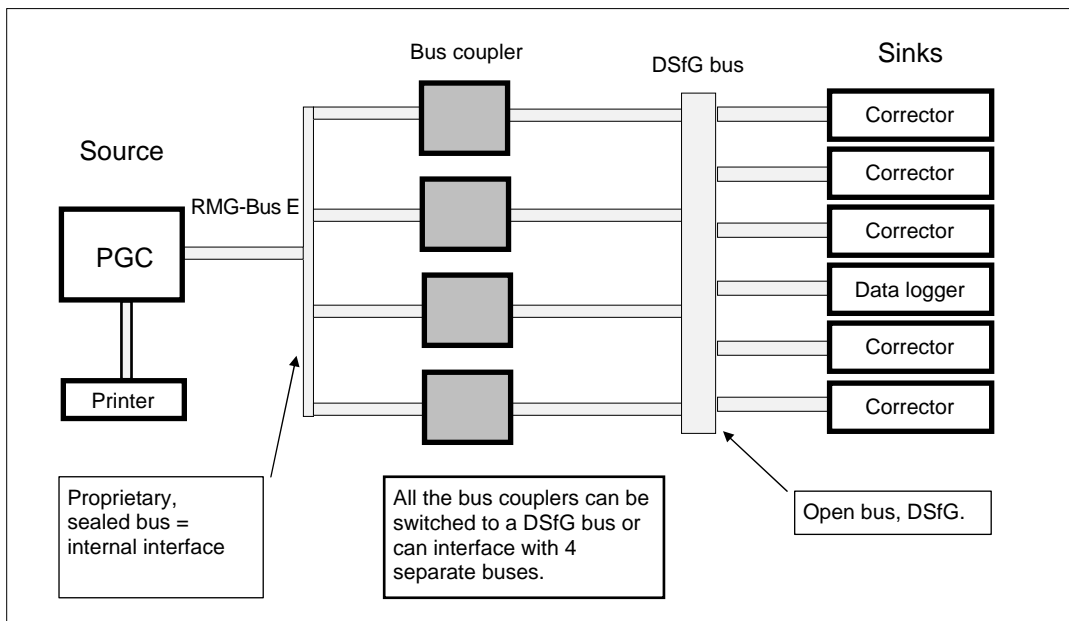 Bus coupler
DSfG bus
Sinks
Source
RMG-Bus E
PGC
Printer
Corrector
Corrector
Corrector
Data logger
Corrector
Corrector
Proprietary,
sealed bus =
internal interface
All the bus couplers can be
switched to a DSfG bus or
can interface with 4
separate buses.
Open bus, DSfG.